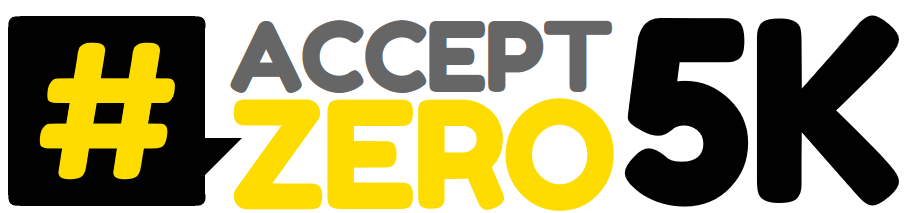 # ACCEPT
ZERO 5K